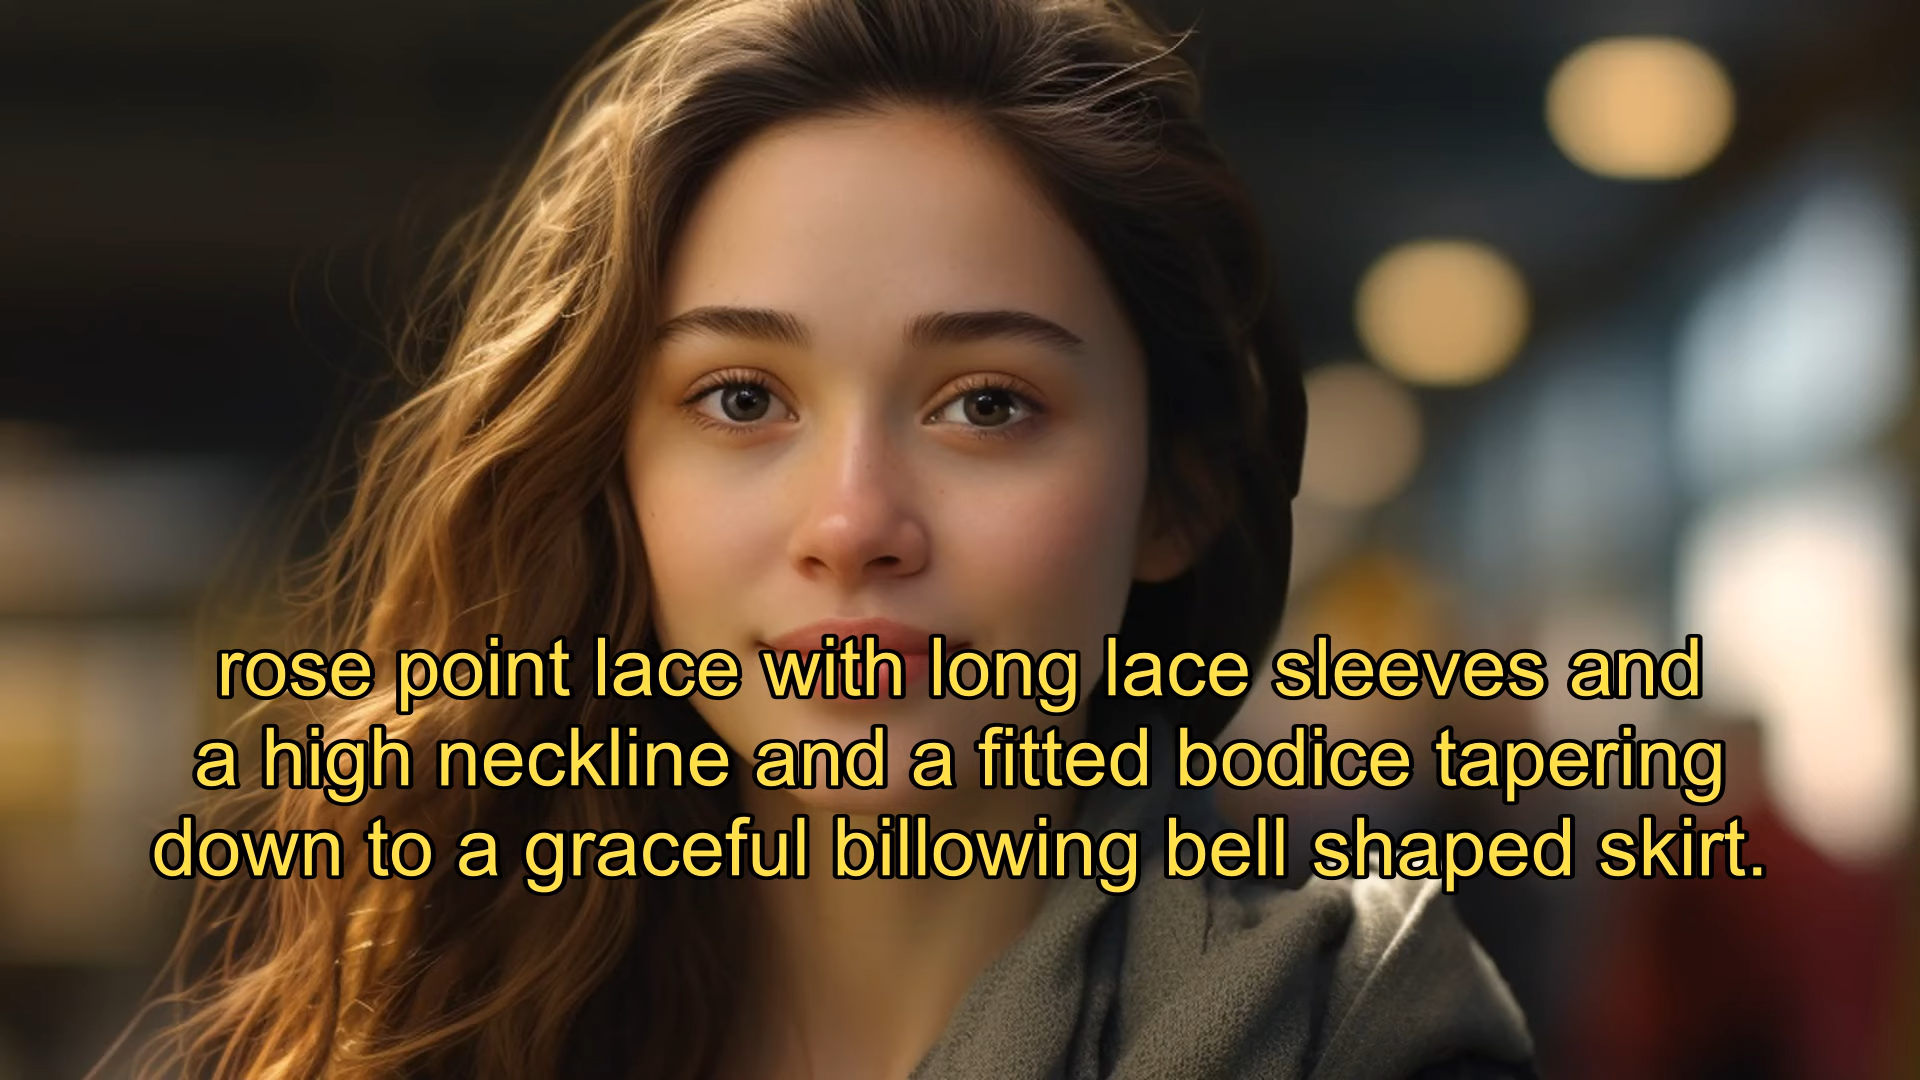 rose point lace with long lace sleeves and
a high neckline and a fitted bodice tapering
down to a graceful billowing bell shaped skirt.